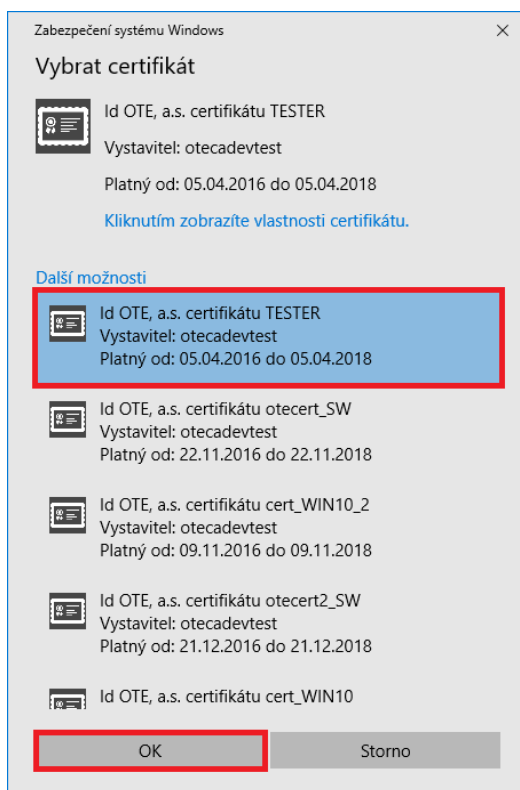 Zabezpečení systému Windows
Vybrat certifikát
Id OTE, a.s. certifikátu TESTER
Vystavitel: otecadevtest
Platný od: 05.04.2016 do 05.04.2018
Kliknutím zobrazíte vlastnosti certifikátu.
Další možnosti
Id OTE, a.s. certifikátu TESTER
Vystavitel: otecadevtest
Platný od: 05.04.2016 do 05.04.2018
Id OTE, a.s. certifikátu otecert_SW
Vystavitel: otecadevtest
Platný od: 22.11.2016 do 22.11.2018
Id OTE, a.s. certifikátu cert_WIN10_2
Vystavitel: otecadevtest
Platný od: 09.11.2016 do 09.11.2018
Id OTE, a.s. certifikátu otecert2_SW
Vystavitel: otecadevtest
Platný od: 21.12.2016 do 21.12.2018
Id OTE, a.s. certifikátu cert_WIN10
OK Storno